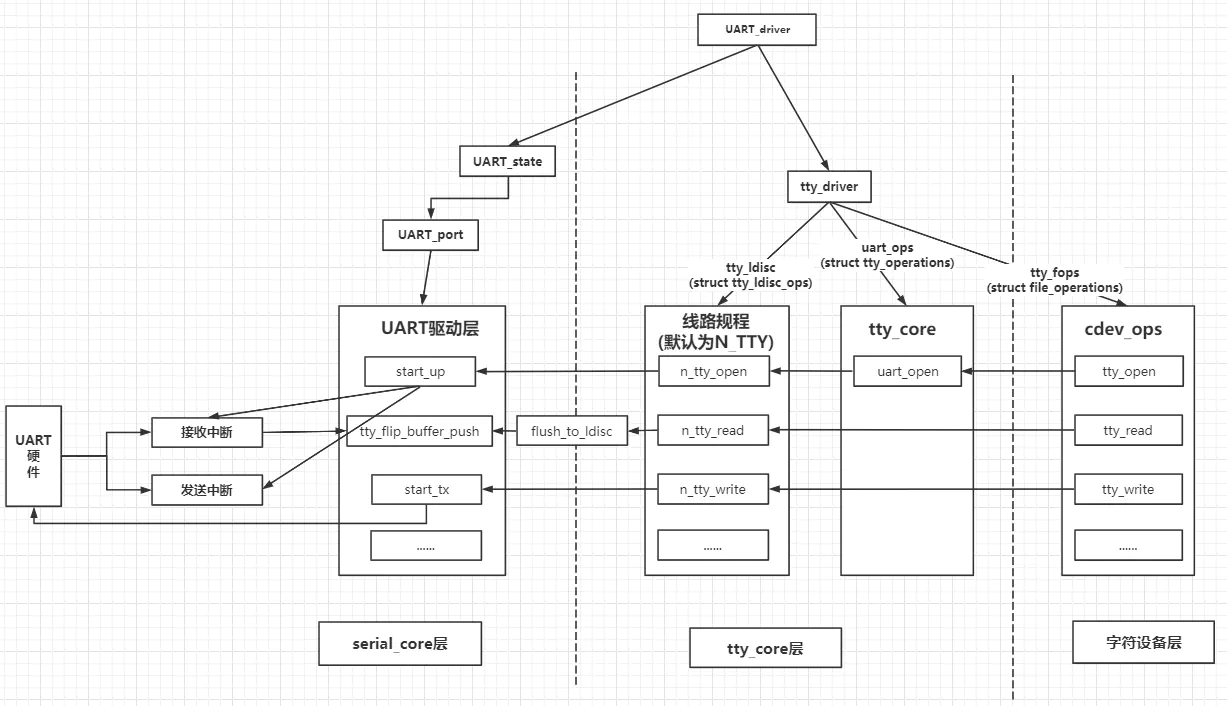 UART_driver
UART_state
tty_driver
UART_port
uart_ops
(struct tty_operations)
tty_ldisc
(struct tty_ldisc_ops)
tty_fops
(struct file_operations)
UART驱动层
线路规程
(默认为N_TTY)
tty_core
cdev_ops
start_up
n_tty_open
uart_open
tty_open
UART
硬
件
接收中断
tty_flip_buffer_push
flush_to_ldisc
n_tty_read
tty_read
发送中断
start_tx
n_tty_write
tty_write
......
......
......
serial_core层
tty_core层
字符设备层